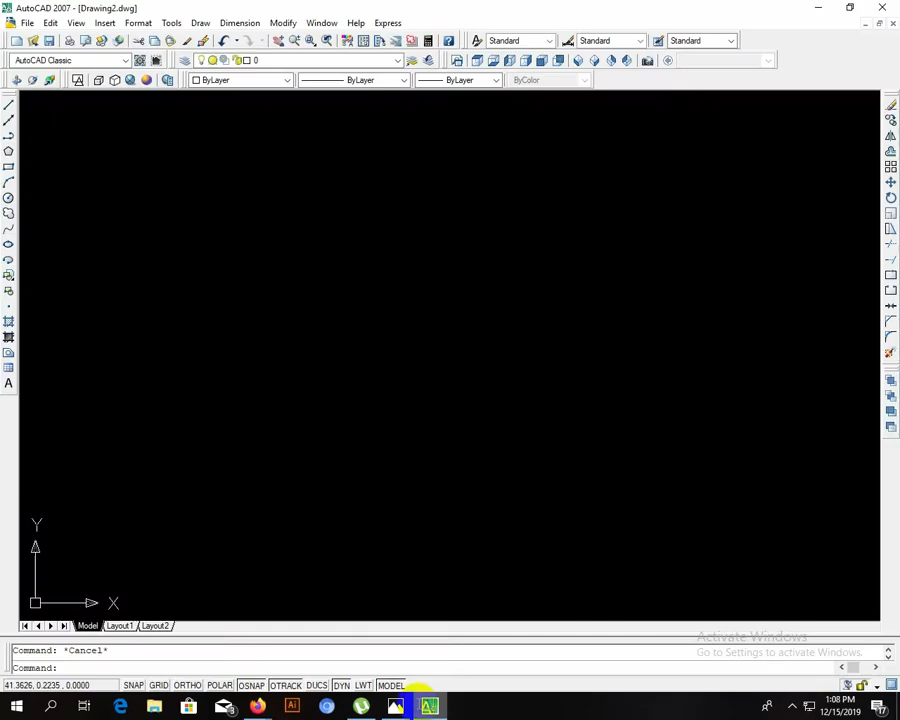 AutoCAD 2007 - [Drawing2.dwg]
File Edit View Insert Format Tools Draw Dimension Modify Window Help Express
Standard Standard Standard
AutoCAD Classic 0
ByLayer ByLayer ByLayer ByColor
A
Y
X
Model Layout1 Layout2
Command: *Cancel*
Activate Windows
Go to Settings to activate Windows.
Command:
41.3626, 0.2235 , 0.0000 SNAP GRID ORTHO POLAR OSNAP OTRACK DUCS DYN LWT MODEL
Ai
3
1:08 PM
12/15/2019
17